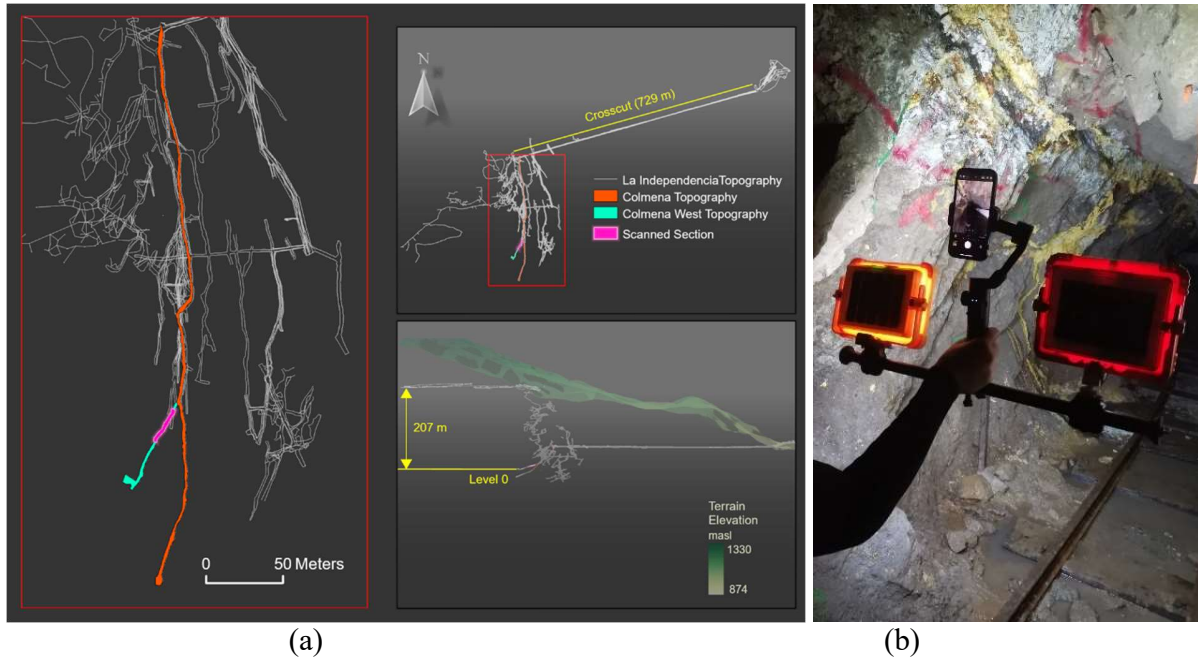 0
50 Meters
N
Crosscut (729 m)
La IndependenciaTopography
Colmena Topography
Colmena West Topography
Scanned Section
207 m
Level 0
Terrain
Elevation
masl
1330
874
(a)
(b)